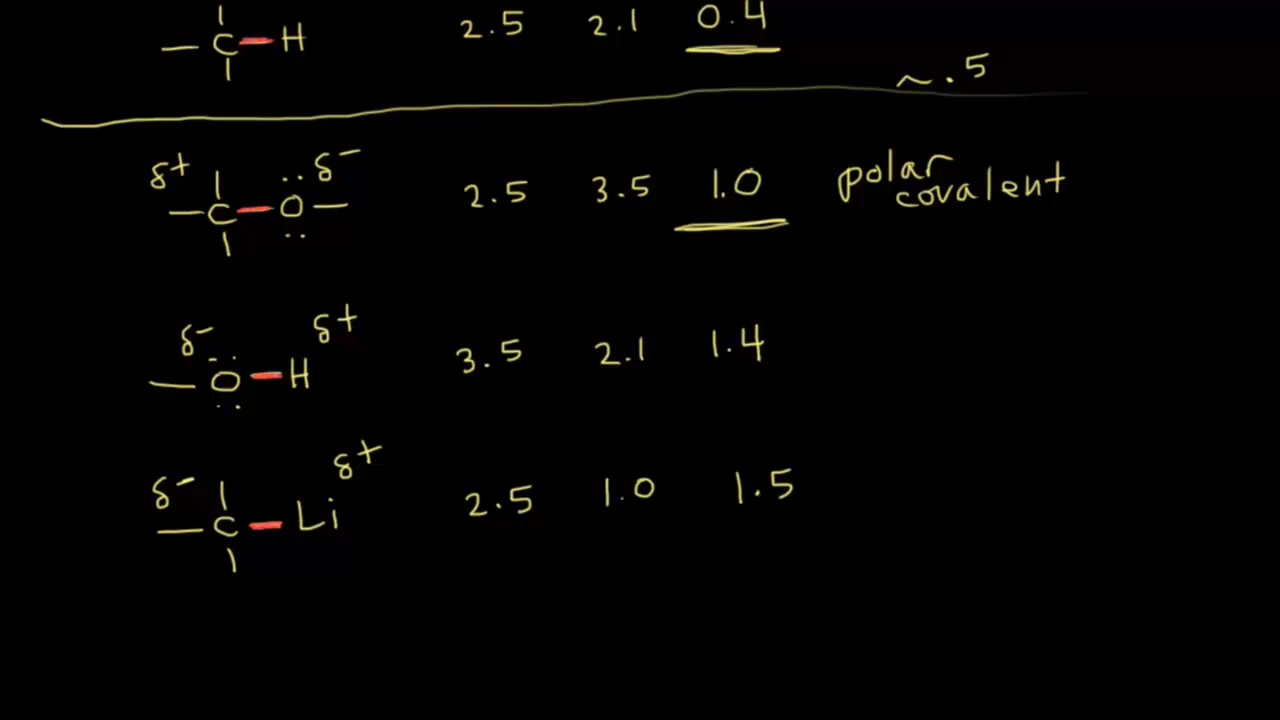 — C — H 2.5 2.1 0.4
~ .5
δ+ δ-
— C — O — 2.5 3.5 1.0 polar covalent
δ- δ+
— O — H 3.5 2.1 1.4
δ- δ+
— C — Li 2.5 1.0 1.5